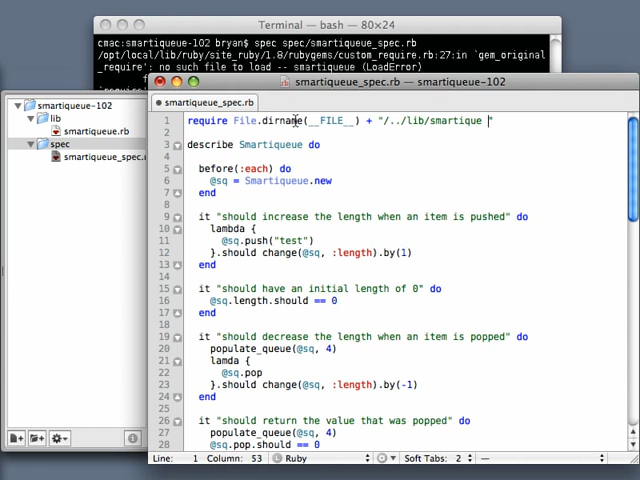 Terminal — bash — 80×24
cmac:smartiqueue-102 bryan$ spec spec/smartiqueue_spec.rb
/opt/local/lib/ruby/site_ruby/1.8/rubygems/custom_require.rb:27:in `gem_original
_require': no such file to load -- smartiqueue (LoadError)
smartiqueue_spec.rb — smartiqueue-102
smartiqueue-102
lib
smartiqueue.rb
spec
smartiqueue_spec.r
smartiqueue_spec.rb
1 require File.dirname(__FILE__) + "/../lib/smartique "
2
3 describe Smartiqueue do
4
5 before(:each) do
6 @sq = Smartiqueue.new
7 end
8
9 it "should increase the length when an item is pushed" do
10 lambda {
11 @sq.push("test")
12 }.should change(@sq, :length).by(1)
13 end
14
15 it "should have an initial length of 0" do
16 @sq.length.should == 0
17 end
18
19 it "should decrease the length when an item is popped" do
20 populate_queue(@sq, 4)
21 lamda {
22 @sq.pop
23 }.should change(@sq, :length).by(-1)
24 end
25
26 it "should return the value that was popped" do
27 populate_queue(@sq, 4)
28 @sq.pop.should == 0
Line: 1 Column: 53 Ruby Soft Tabs: 2 —